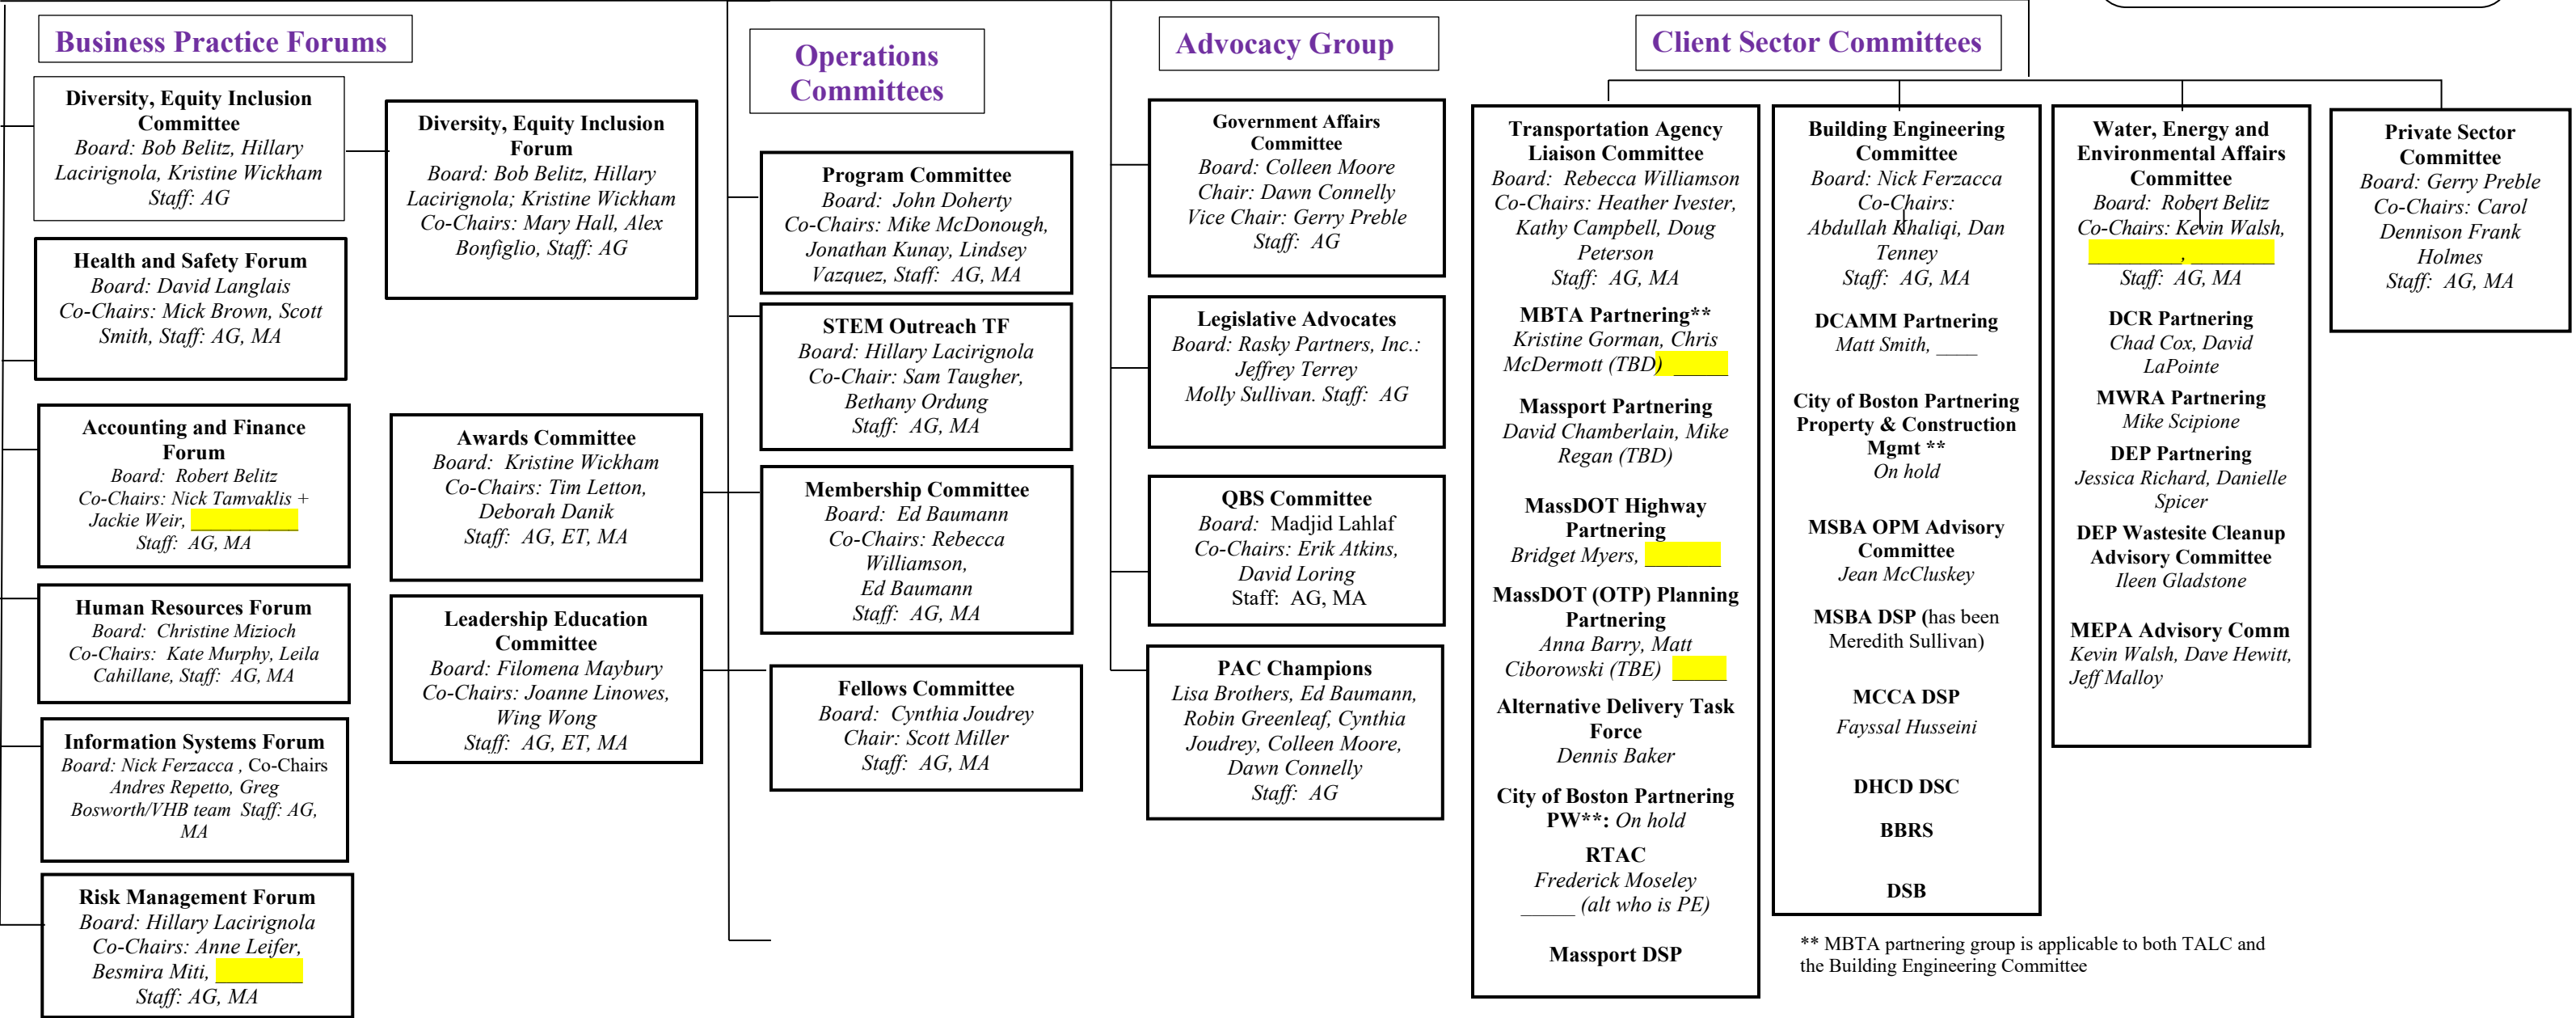 Business Practice Forums
Diversity, Equity Inclusion
Committee
Board: Bob Belitz, Hillary
Lacirignola, Kristine Wickham
Staff: AG
Health and Safety Forum
Board: David Langlais
Co-Chairs: Mick Brown, Scott
Smith, Staff: AG, MA
Accounting and Finance
Forum
Board: Robert Belitz
Co-Chairs: Nick Tamvaklis +
Jackie Weir, __________
Staff: AG, MA
Human Resources Forum
Board: Christine Mizioch
Co-Chairs: Kate Murphy, Leila
Cahillane, Staff: AG, MA
Information Systems Forum
Board: Nick Ferzacca , Co-Chairs
Andres Repetto, Greg
Bosworth/VHB team Staff: AG,
MA
Risk Management Forum
Board: Hillary Lacirignola
Co-Chairs: Anne Leifer,
Besmira Miti, ________
Staff: AG, MA
Diversity, Equity Inclusion
Forum
Board: Bob Belitz, Hillary
Lacirignola; Kristine Wickham
Co-Chairs: Mary Hall, Alex
Bonfiglio, Staff: AG
Awards Committee
Board: Kristine Wickham
Co-Chairs: Tim Letton,
Deborah Danik
Staff: AG, ET, MA
Leadership Education
Committee
Board: Filomena Maybury
Co-Chairs: Joanne Linowes,
Wing Wong
Staff: AG, ET, MA
Operations
Committees
Program Committee
Board: John Doherty
Co-Chairs: Mike McDonough,
Jonathan Kunay, Lindsey
Vazquez, Staff: AG, MA
STEM Outreach TF
Board: Hillary Lacirignola
Co-Chair: Sam Taugher,
Bethany Ordung
Staff: AG, MA
Membership Committee
Board: Ed Baumann
Co-Chairs: Rebecca
Williamson,
Ed Baumann
Staff: AG, MA
Fellows Committee
Board: Cynthia Joudrey
Chair: Scott Miller
Staff: AG, MA
Advocacy Group
Government Affairs
Committee
Board: Colleen Moore
Chair: Dawn Connelly
Vice Chair: Gerry Preble
Staff: AG
Legislative Advocates
Board: Rasky Partners, Inc.:
Jeffrey Terrey
Molly Sullivan. Staff: AG
QBS Committee
Board: Madjid Lahlaf
Co-Chairs: Erik Atkins,
David Loring
Staff: AG, MA
PAC Champions
Lisa Brothers, Ed Baumann,
Robin Greenleaf, Cynthia
Joudrey, Colleen Moore,
Dawn Connelly
Staff: AG
Client Sector Committees
Transportation Agency
Liaison Committee
Board: Rebecca Williamson
Co-Chairs: Heather Ivester,
Kathy Campbell, Doug
Peterson
Staff: AG, MA
MBTA Partnering**
Kristine Gorman, Chris
McDermott (TBD) _____
Massport Partnering
David Chamberlain, Mike
Regan (TBD)
MassDOT Highway
Partnering
Bridget Myers, _______
MassDOT (OTP) Planning
Partnering
Anna Barry, Matt
Ciborowski (TBE) _____
Alternative Delivery Task
Force
Dennis Baker
City of Boston Partnering
PW**: On hold
RTAC
Frederick Moseley
_____ (alt who is PE)
Massport DSP
Building Engineering
Committee
Board: Nick Ferzacca
Co-Chairs:
Abdullah Khaliqi, Dan
Tenney
Staff: AG, MA
DCAMM Partnering
Matt Smith, ____
City of Boston Partnering
Property & Construction
Mgmt **
On hold
MSBA OPM Advisory
Committee
Jean McCluskey
MSBA DSP (has been
Meredith Sullivan)
MCCA DSP
Fayssal Husseini
DHCD DSC
BBRS
DSB
Water, Energy and
Environmental Affairs
Committee
Board: Robert Belitz
Co-Chairs: Kevin Walsh,
_________, ________
Staff: AG, MA
DCR Partnering
Chad Cox, David
LaPointe
MWRA Partnering
Mike Scipione
DEP Partnering
Jessica Richard, Danielle
Spicer
DEP Wastesite Cleanup
Advisory Committee
Ileen Gladstone
MEPA Advisory Comm
Kevin Walsh, Dave Hewitt,
Jeff Malloy
Private Sector
Committee
Board: Gerry Preble
Co-Chairs: Carol
Dennison Frank
Holmes
Staff: AG, MA
** MBTA partnering group is applicable to both TALC and
the Building Engineering Committee